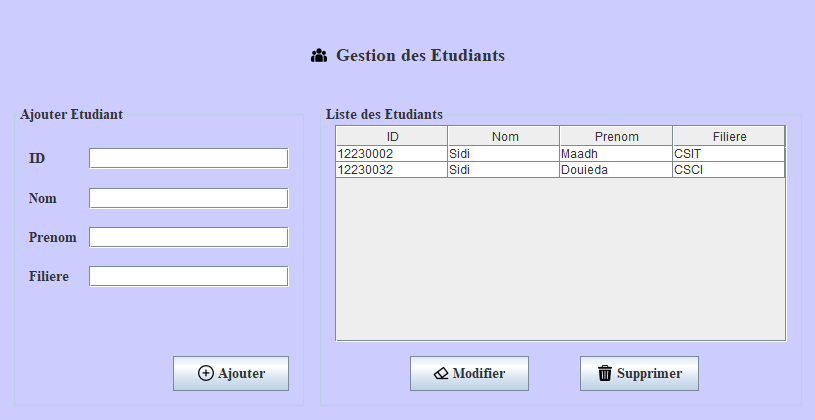 Gestion des Etudiants
Ajouter Etudiant
ID
Nom
Prenom
Filiere
Ajouter
Liste des Etudiants
ID Nom Prenom Filiere
12230002 Sidi Maadh CSIT
12230032 Sidi Douieda CSCI
Modifier Supprimer